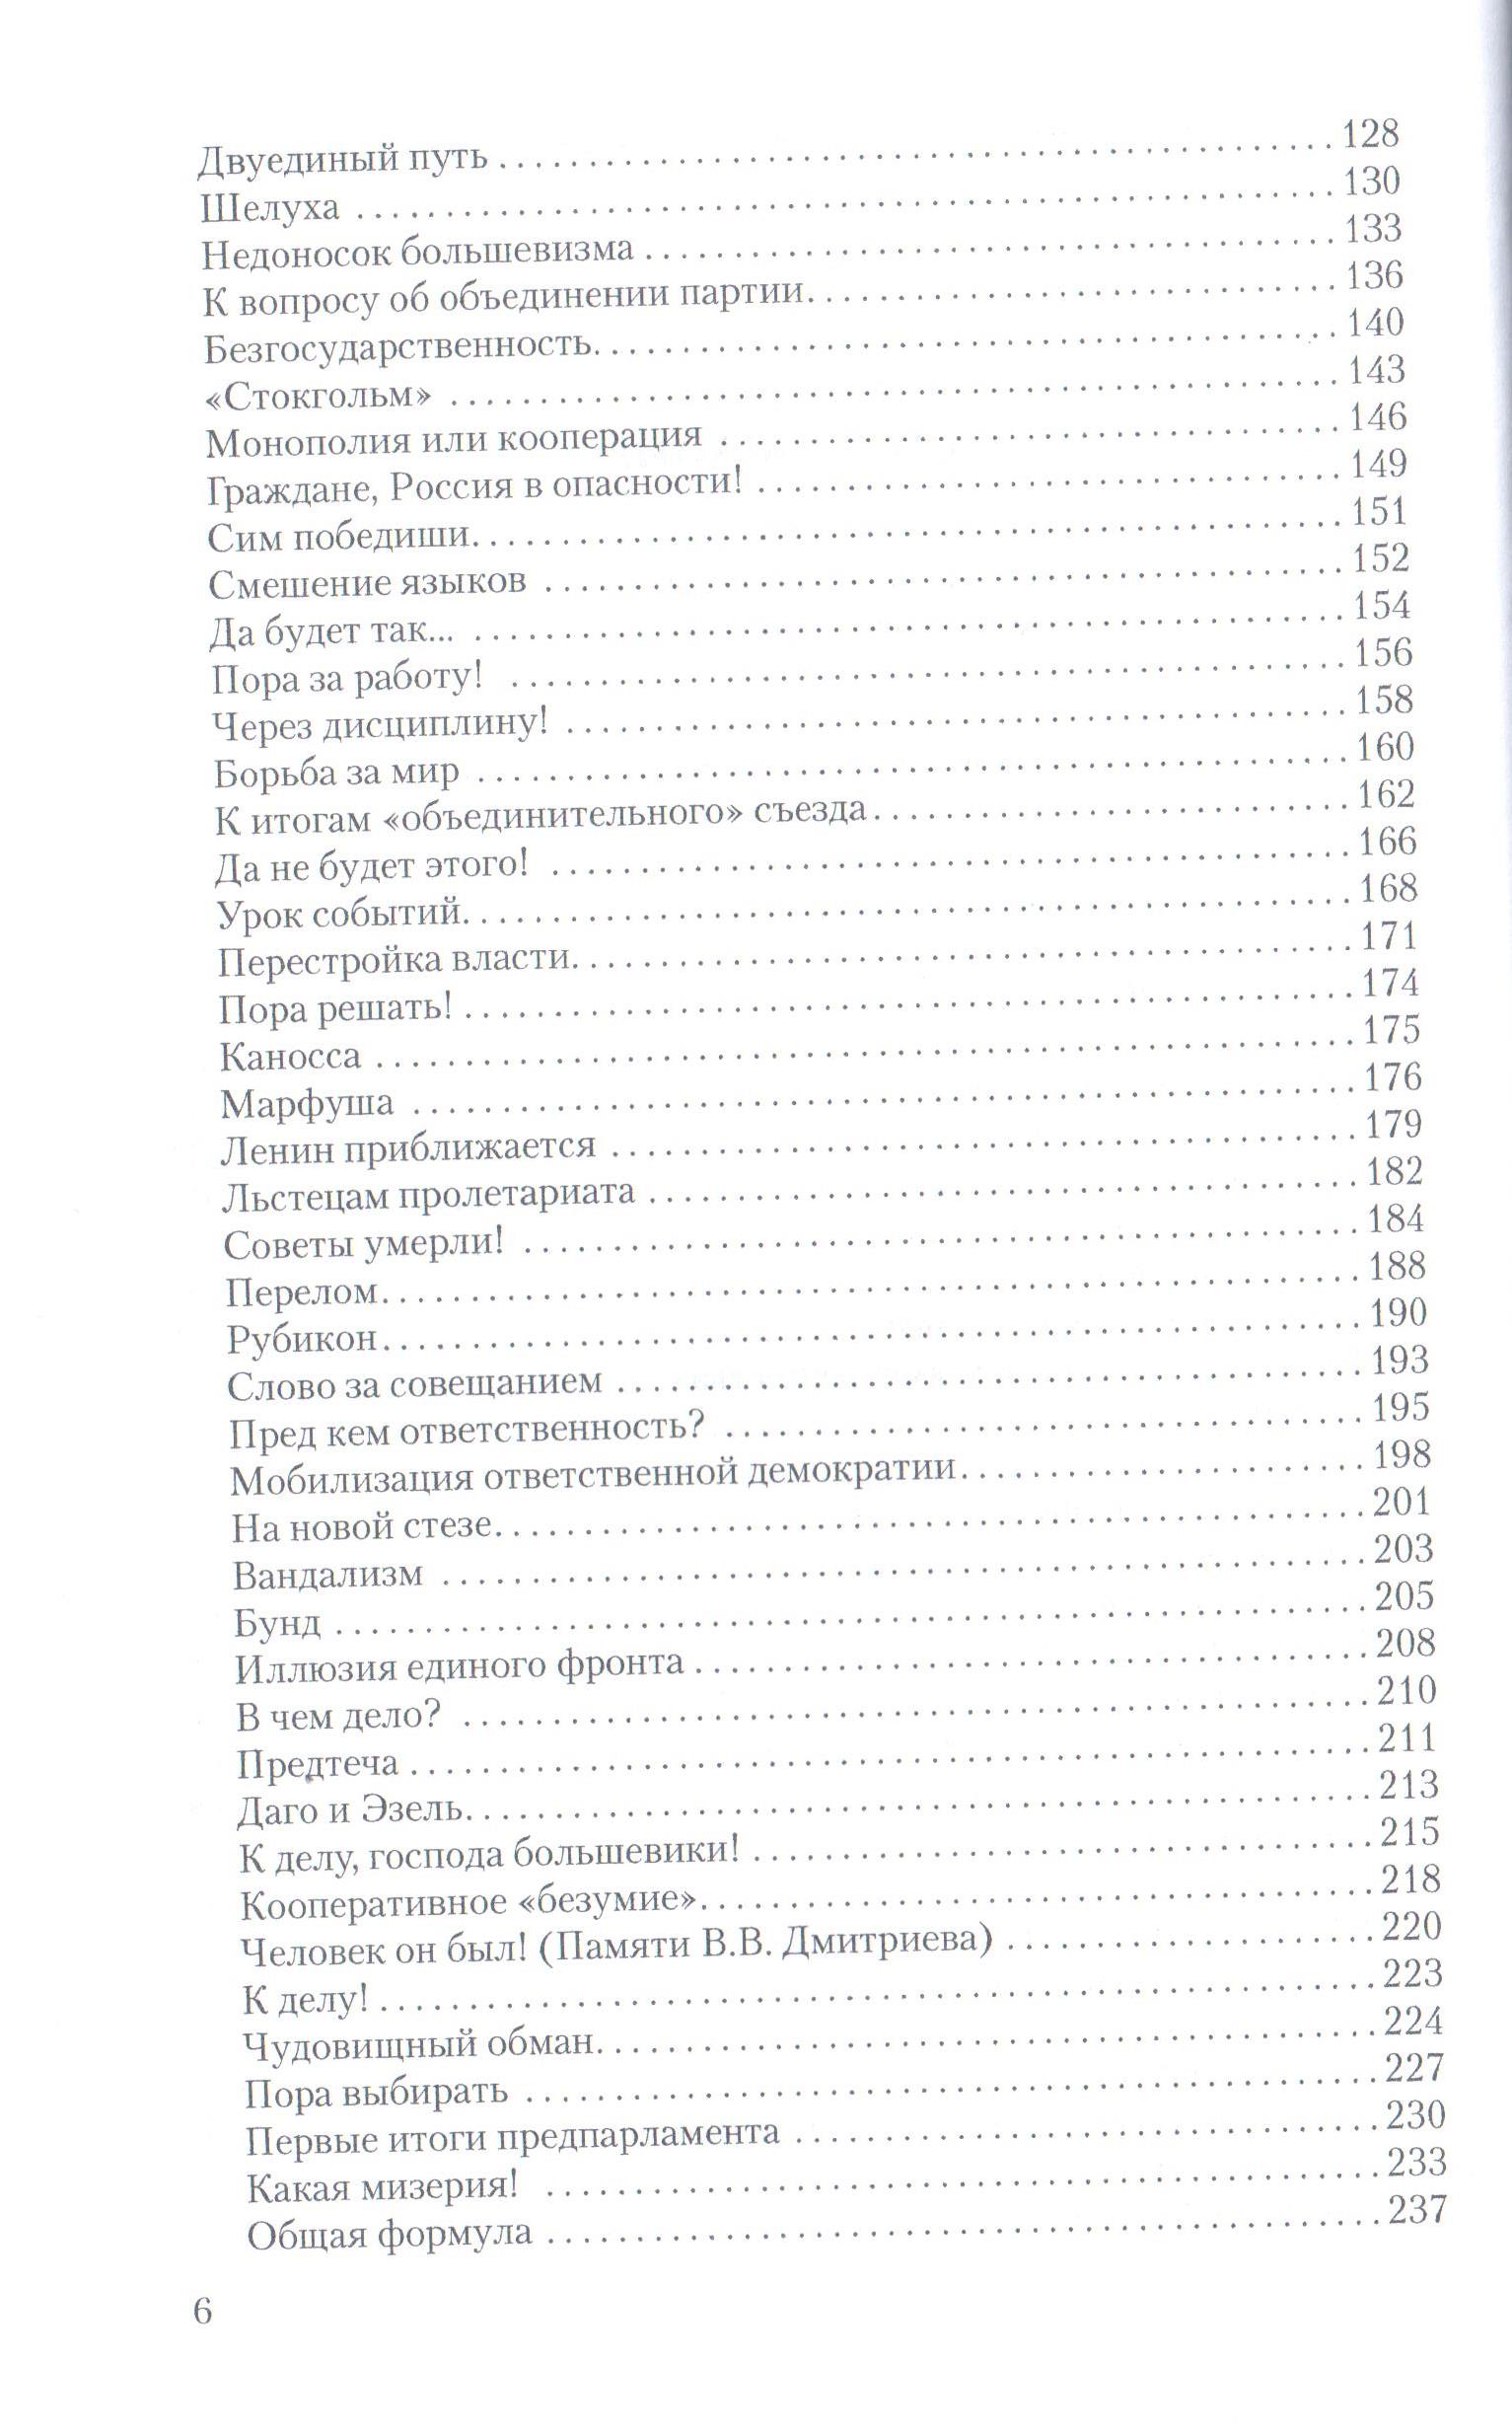 Двуединый путь . . . . . . . . . . 128
Шелуха . . . . . . . . . . 130
Недоносок большевизма . . . . . . . . . . 133
К вопросу об объединении партии. . . . . . . . . . 136
Безгосударственность. . . . . . . . . . 140
«Стокгольм» . . . . . . . . . . 143
Монополия или кооперация . . . . . . . . . . 146
Граждане, Россия в опасности! . . . . . . . . . . 149
Сим победиши. . . . . . . . . . 151
Смешение языков . . . . . . . . . . 152
Да будет так... . . . . . . . . . . 154
Пора за работу! . . . . . . . . . . 156
Через дисциплину! . . . . . . . . . . 158
Борьба за мир . . . . . . . . . . 160
К итогам «объединительного» съезда. . . . . . . . . . 162
Да не будет этого! . . . . . . . . . . 166
Урок событий. . . . . . . . . . 168
Перестройка власти. . . . . . . . . . 171
Пора решать! . . . . . . . . . . 174
Каносса . . . . . . . . . . 175
Марфуша . . . . . . . . . . 176
Ленин приближается . . . . . . . . . . 179
Льстецам пролетариата . . . . . . . . . . 182
Советы умерли! . . . . . . . . . . 184
Перелом. . . . . . . . . . 188
Рубикон. . . . . . . . . . 190
Слово за совещанием . . . . . . . . . . 193
Пред кем ответственность? . . . . . . . . . . 195
Мобилизация ответственной демократии. . . . . . . . . . 198
На новой стезе. . . . . . . . . . 201
Вандализм . . . . . . . . . . 203
Бунд . . . . . . . . . . 205
Иллюзия единого фронта . . . . . . . . . . 208
В чем дело? . . . . . . . . . . 210
Предтеча . . . . . . . . . . 211
Даго и Эзель. . . . . . . . . . 213
К делу, господа большевики! . . . . . . . . . . 215
Кооперативное «безумие». . . . . . . . . . 218
Человек он был! (Памяти В.В. Дмитриева) . . . . . . . . . . 220
К делу! . . . . . . . . . . 223
Чудовищный обман. . . . . . . . . . 224
Пора выбирать . . . . . . . . . . 227
Первые итоги предпарламента . . . . . . . . . . 230
Какая мизерия! . . . . . . . . . . 233
Общая формула . . . . . . . . . . 237
6